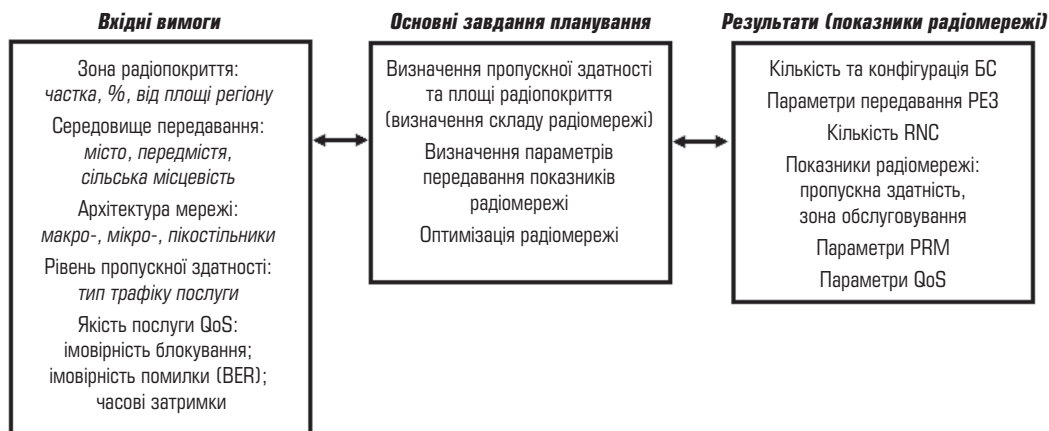 Вхідні вимоги
Зона радіопокриття:
частка, %, від площі регіону
Середовище передавання:
місто, передмістя,
сільська місцевість
Архітектура мережі:
макро-, мікро-, пікостільники
Рівень пропускної здатності:
тип трафіку послуги
Якість послуги QoS:
імовірність блокування;
імовірність помилки (BER);
часові затримки
Основні завдання планування
Визначення пропускної здатності
та площі радіопокриття
(визначення складу радіомережі)
Визначення параметрів
передавання показників
радіомережі
Оптимізація радіомережі
Результати (показники радіомережі)
Кількість та конфігурація БС
Параметри передавання РЕЗ
Кількість RNC
Показники радіомережі:
пропускна здатність,
зона обслуговування
Параметри PRM
Параметри QoS